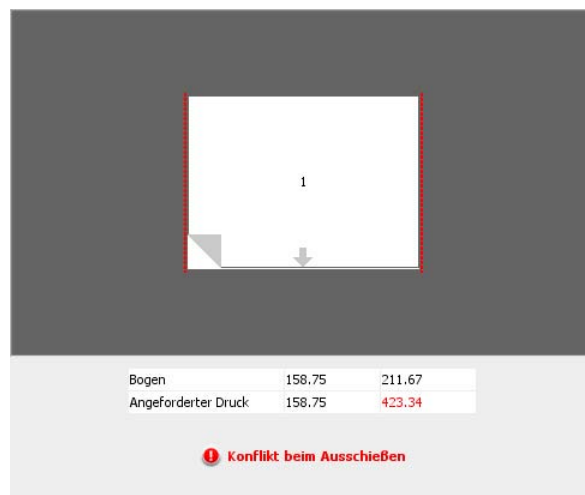 1
Bogen 158.75 211.67
Angeforderter Druck 158.75 423.34
Konflikt beim Ausschießen